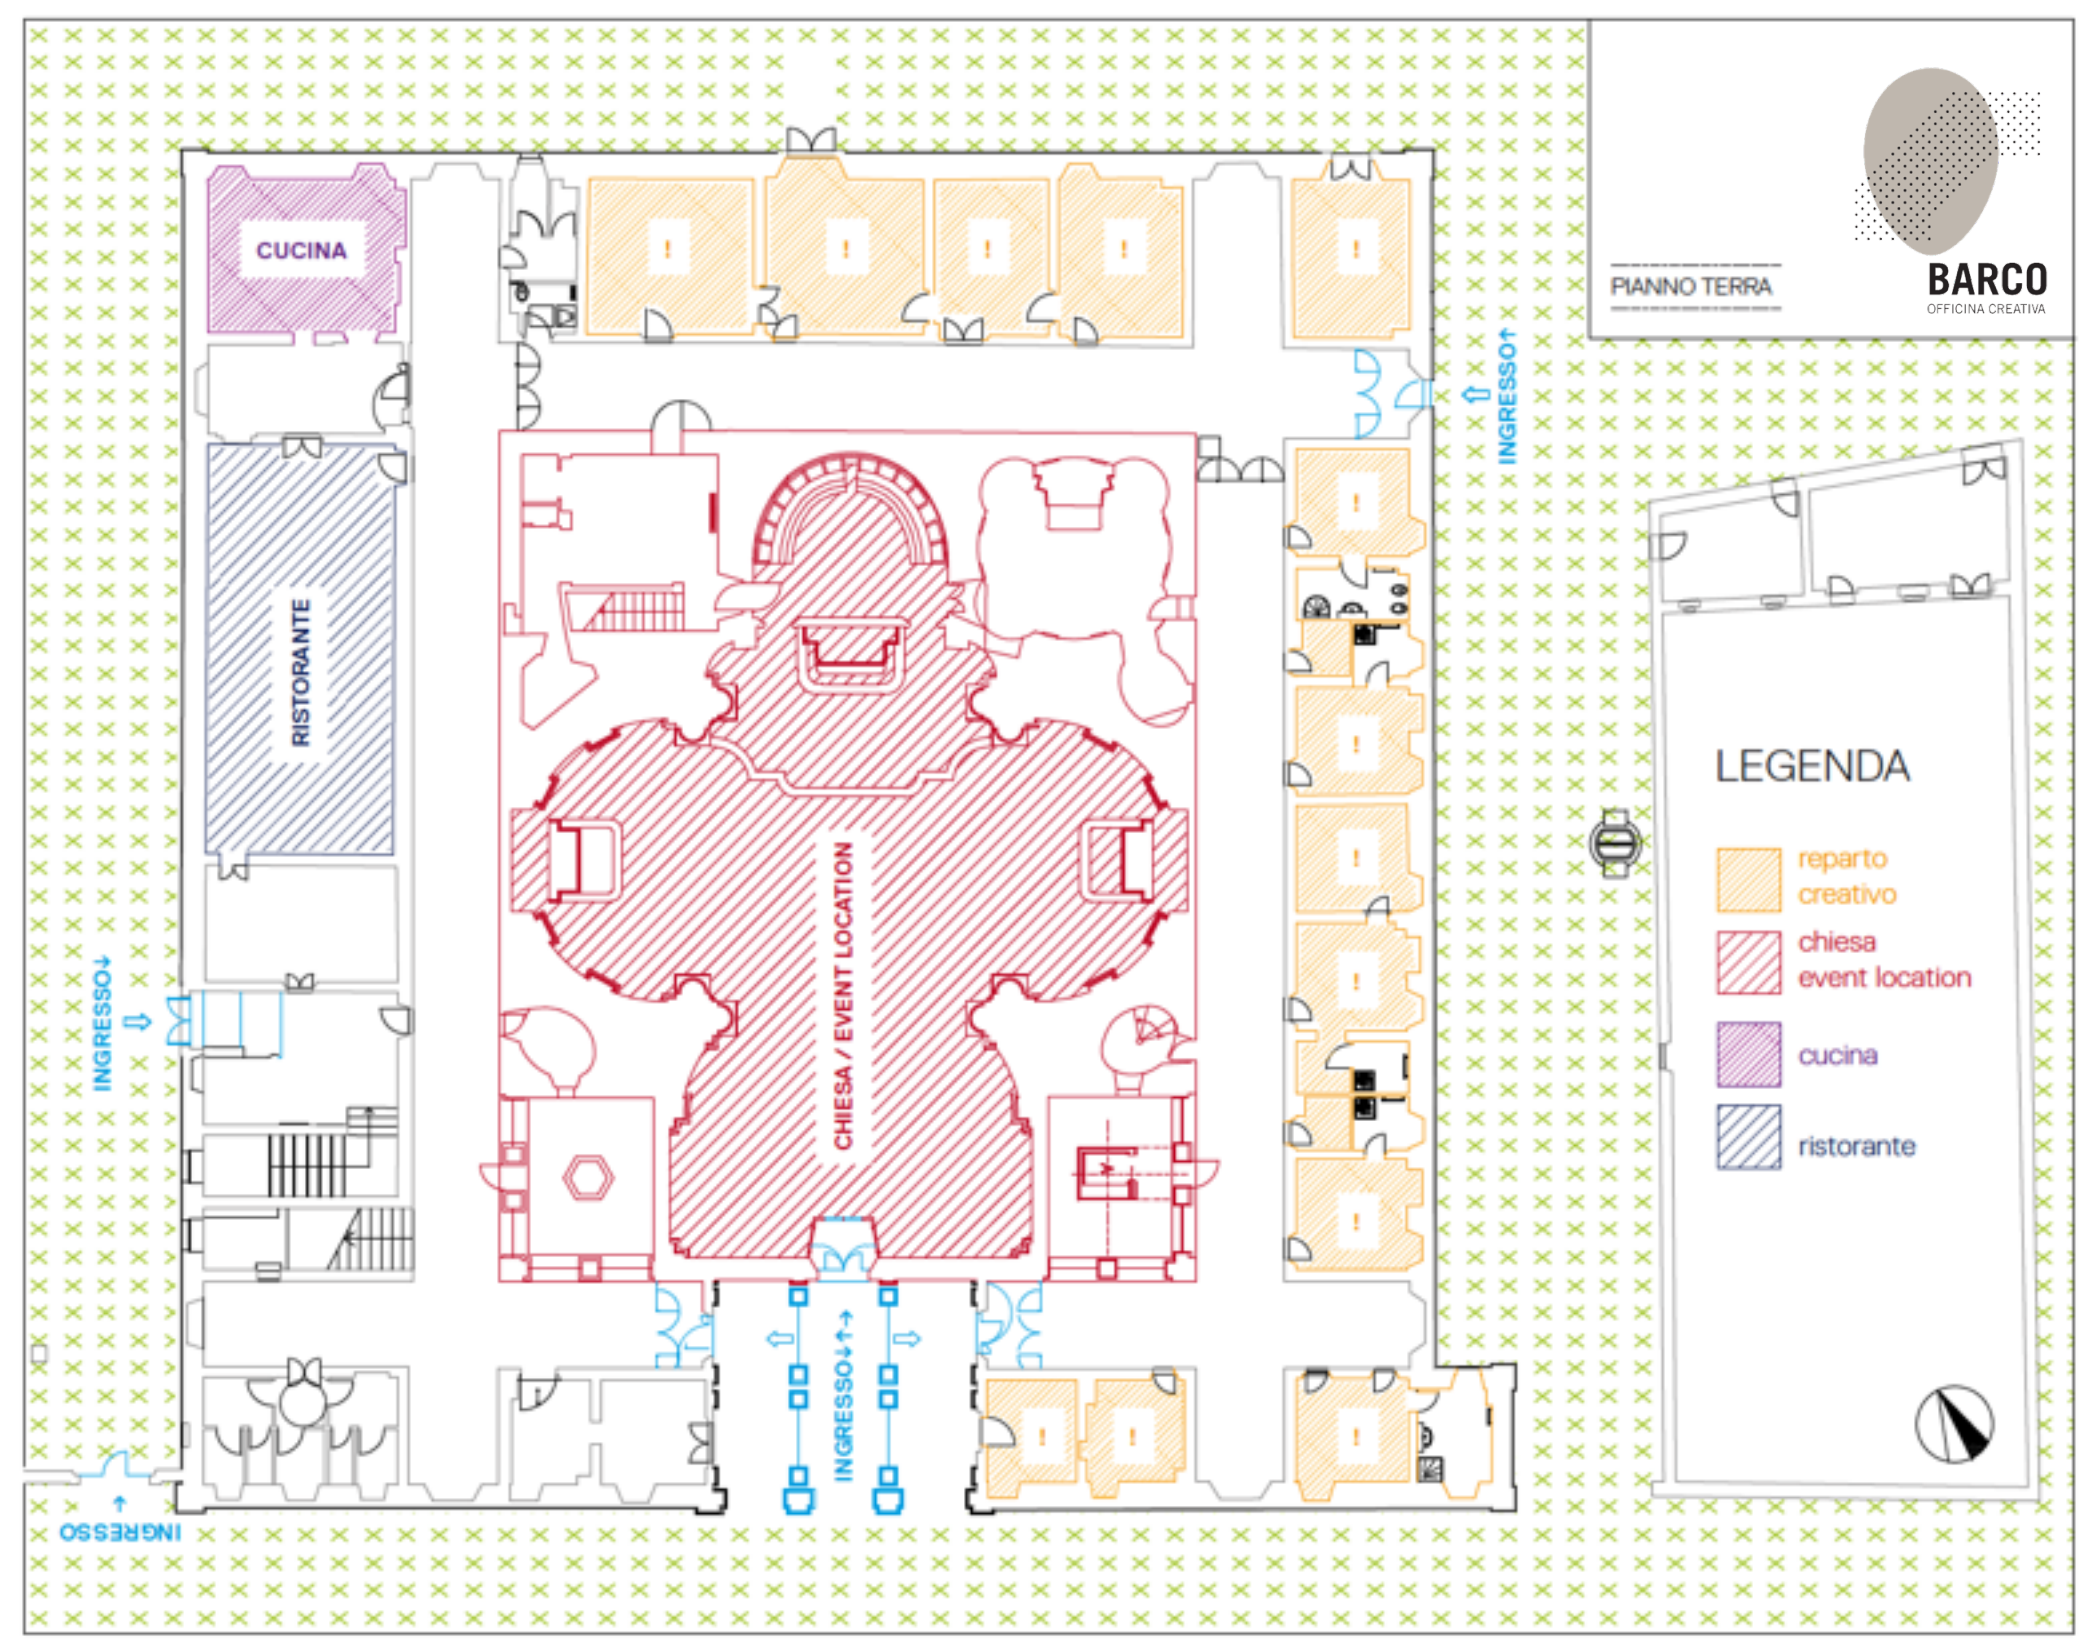 BARCO
OFFICINA CREATIVA
PIANNO TERRA
CUCINA
!
!
!
!
!
INGRESSO↑
!
RISTORANTE
!
!
CHIESA / EVENT LOCATION
!
INGRESSO↓
!
INGRESSO↓↑→
!
!
!
INGRESSO
LEGENDA
reparto
creativo
chiesa
event location
cucina
ristorante